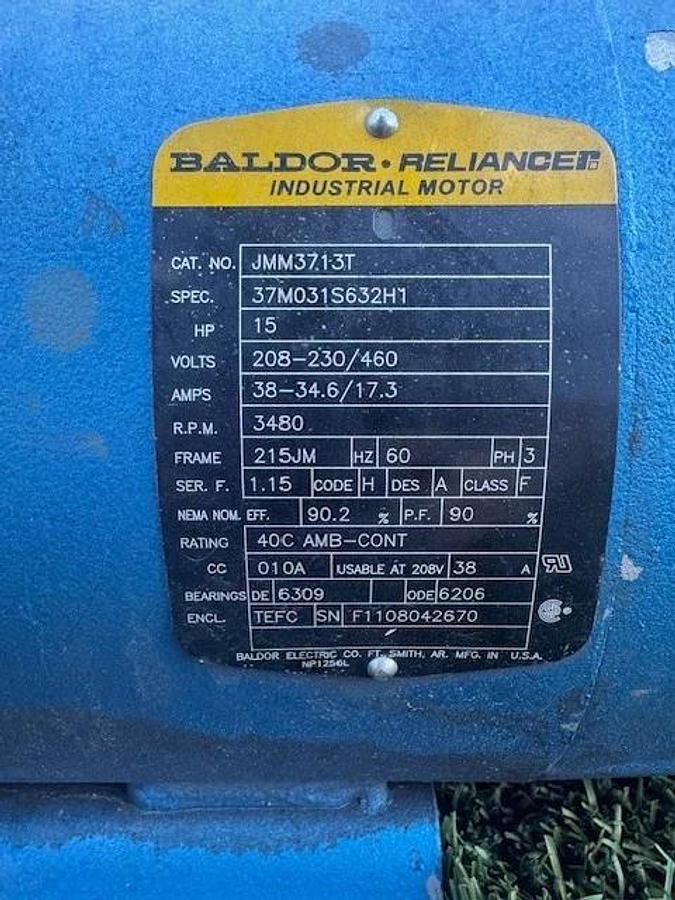 BALDOR • RELIANCER
INDUSTRIAL MOTOR
CAT. NO. JMM3713T
SPEC. 37M031S632H1
HP 15
VOLTS 208-230/460
AMPS 38-34.6/17.3
R.P.M. 3480
FRAME 215JM HZ 60 PH 3
SER. F. 1.15 CODE H DES A CLASS F
NEMA NOM. EFF. 90.2 % P.F. 90 %
RATING 40C AMB-CONT
CC 010A USABLE AT 208V 38 A
BEARINGS DE 6309 ODE 6206
ENCL. TEFC SN F1108042670
BALDOR ELECTRIC CO. FT. SMITH, AR. MFG. IN U.S.A.
NP1256L